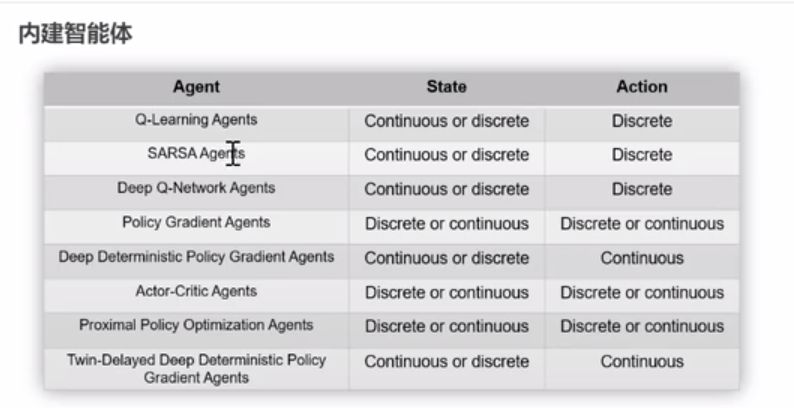 内建智能体
Agent State Action
Q-Learning Agents Continuous or discrete Discrete
SARSA Agents Continuous or discrete Discrete
Deep Q-Network Agents Continuous or discrete Discrete
Policy Gradient Agents Discrete or continuous Discrete or continuous
Deep Deterministic Policy Gradient Agents Continuous or discrete Continuous
Actor-Critic Agents Discrete or continuous Discrete or continuous
Proximal Policy Optimization Agents Discrete or continuous Discrete or continuous
Twin-Delayed Deep Deterministic Policy Continuous or discrete Continuous
Gradient Agents